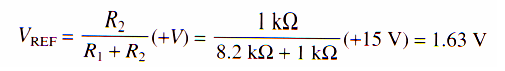 V_REF = R_2 / (R_1 + R_2) (+V) = 1 kΩ / (8.2 kΩ + 1 kΩ) (+15 V) = 1.63 V